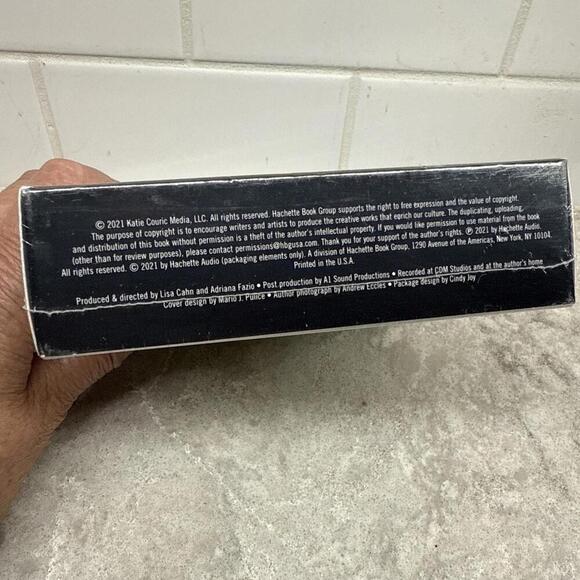 © 2021 Katie Couric Media, LLC. All rights reserved. Hachette Book Group supports the right to free expression and the value of copyright.
The purpose of copyright is to encourage writers and artists to produce the creative works that enrich our culture. The duplicating, uploading,
and distribution of this book without permission is a theft of the author's intellectual property. If you would like permission to use material from the book
(other than for review purposes), please contact permissions@hbgusa.com. Thank you for your support of the author's rights. ℗ 2021 by Hachette Audio.
All rights reserved. © 2021 by Hachette Audio (packaging elements only). A division of Hachette Book Group, 1290 Avenue of the Americas, New York, NY 10104.
Printed in the U.S.A.
Produced & directed by Lisa Cahn and Adriana Fazio • Post production by A1 Sound Productions • Recorded at CDM Studios and at the author's home
Cover design by Mario J. Pulice • Author photograph by Andrew Eccles • Package design by Cindy Joy